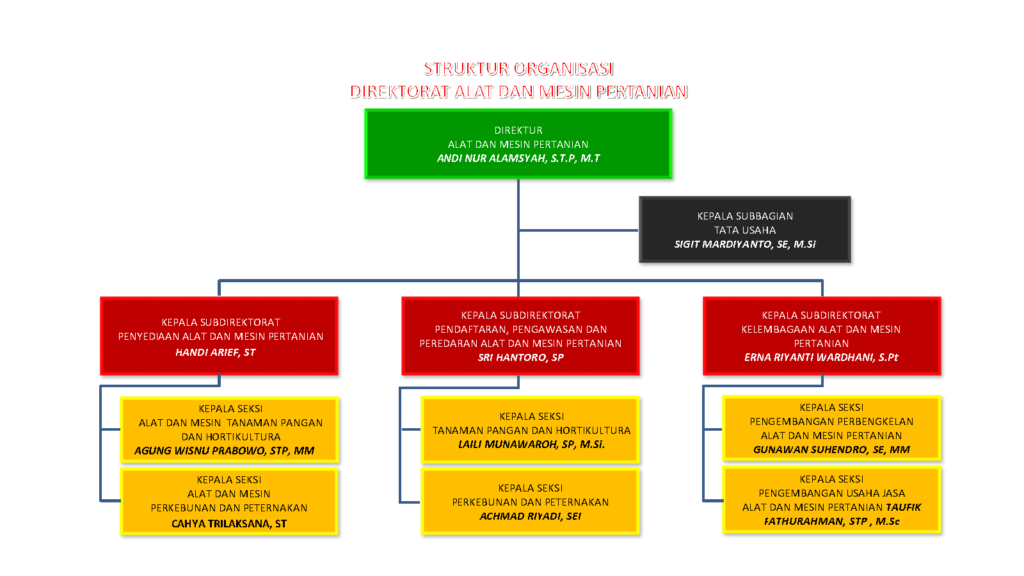 STRUKTUR ORGANISASI
DIREKTORAT ALAT DAN MESIN PERTANIAN
DIREKTUR
ALAT DAN MESIN PERTANIAN
ANDI NUR ALAMSYAH, S.T.P, M.T
KEPALA SUBBAGIAN
TATA USAHA
SIGIT MARDIYANTO, SE, M.Si
KEPALA SUBDIREKTORAT
PENYEDIAAN ALAT DAN MESIN PERTANIAN
HANDI ARIEF, ST
KEPALA SUBDIREKTORAT
PENDAFTARAN, PENGAWASAN DAN
PEREDARAN ALAT DAN MESIN PERTANIAN
SRI HANTORO, SP
KEPALA SUBDIREKTORAT
KELEMBAGAAN ALAT DAN MESIN
PERTANIAN
ERNA RIYANTI WARDHANI, S.Pt
KEPALA SEKSI
ALAT DAN MESIN TANAMAN PANGAN
DAN HORTIKULTURA
AGUNG WISNU PRABOWO, STP, MM
KEPALA SEKSI
ALAT DAN MESIN
PERKEBUNAN DAN PETERNAKAN
CAHYA TRILAKSANA, ST
KEPALA SEKSI
TANAMAN PANGAN DAN HORTIKULTURA
LAILI MUNAWAROH, SP, M.Si.
KEPALA SEKSI
PERKEBUNAN DAN PETERNAKAN
ACHMAD RIYADI, SEI
KEPALA SEKSI
PENGEMBANGAN PERBENGKELAN
ALAT DAN MESIN PERTANIAN
GUNAWAN SUHENDRO, SE, MM
KEPALA SEKSI
PENGEMBANGAN USAHA JASA
ALAT DAN MESIN PERTANIAN TAUFIK
FATHURAHMAN, STP , M.Sc